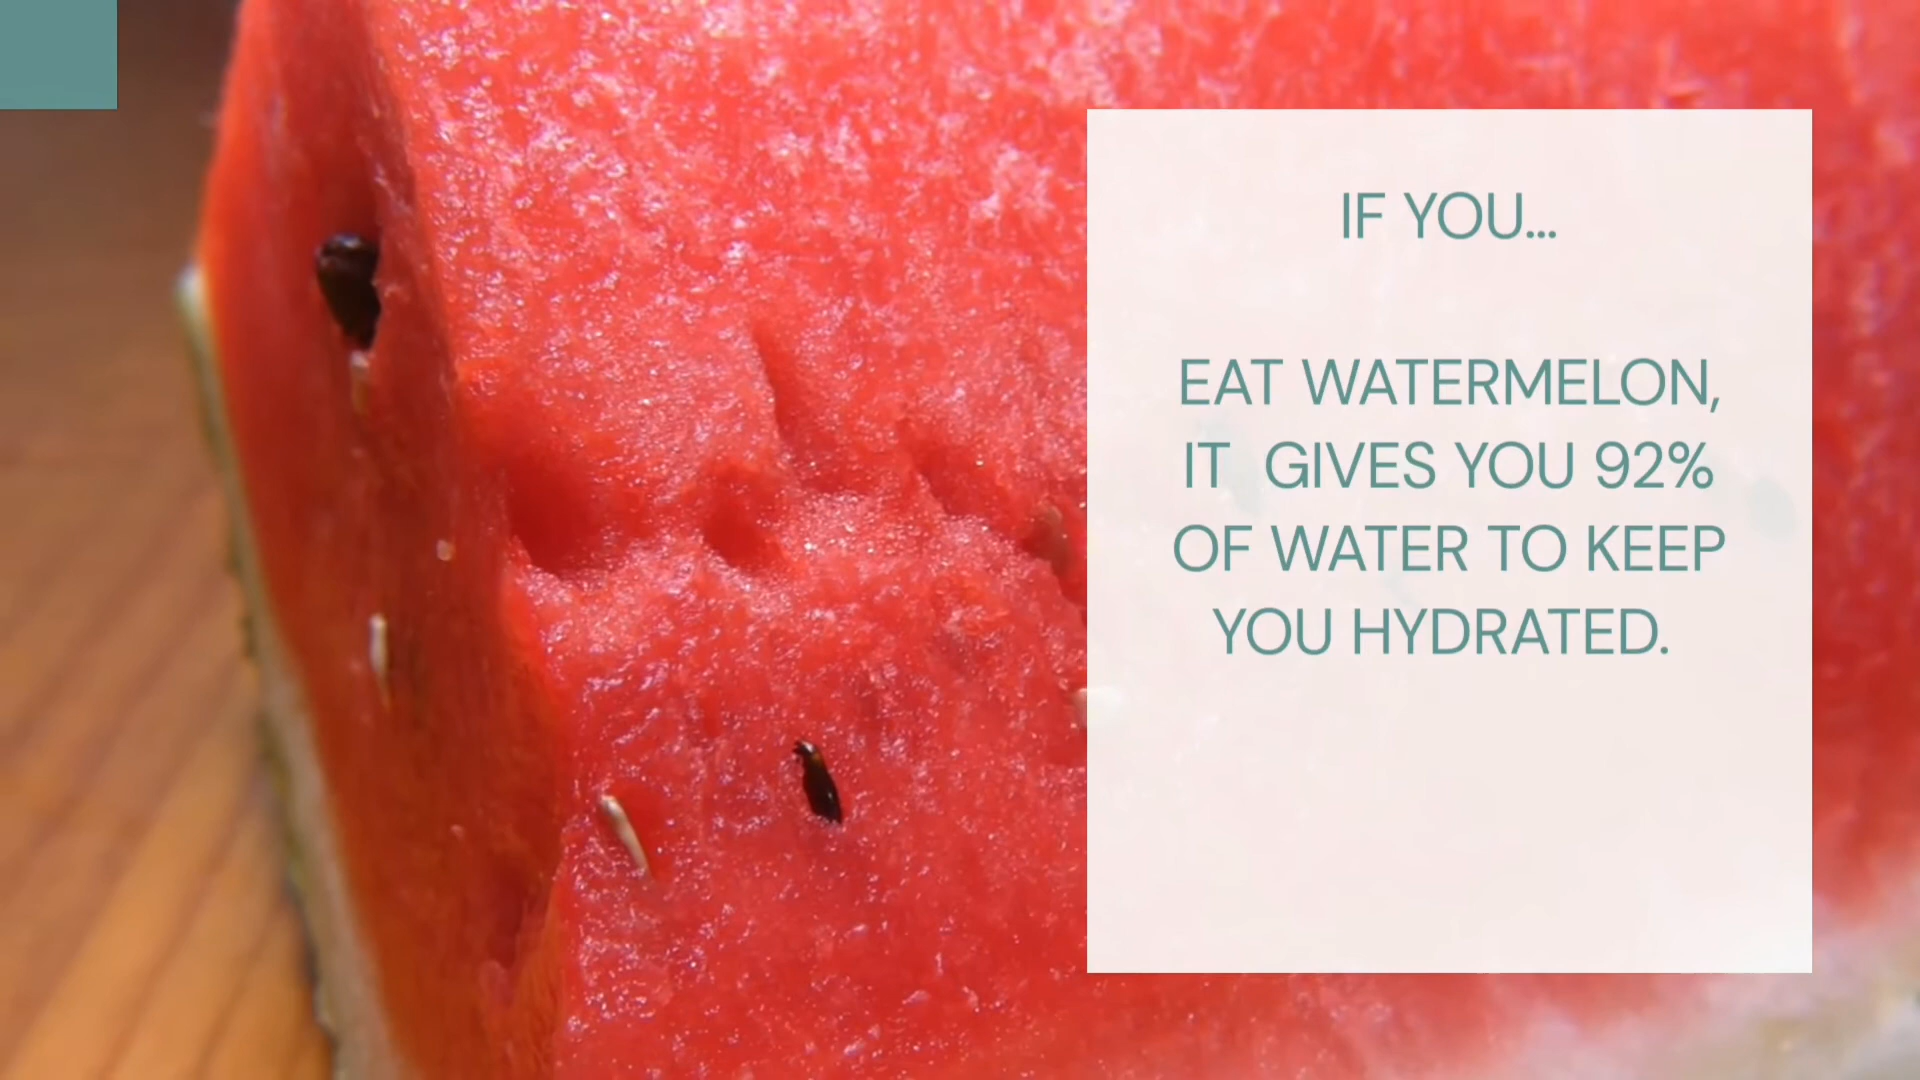 IF YOU...
EAT WATERMELON,
IT  GIVES YOU 92%
OF WATER TO KEEP
YOU HYDRATED.